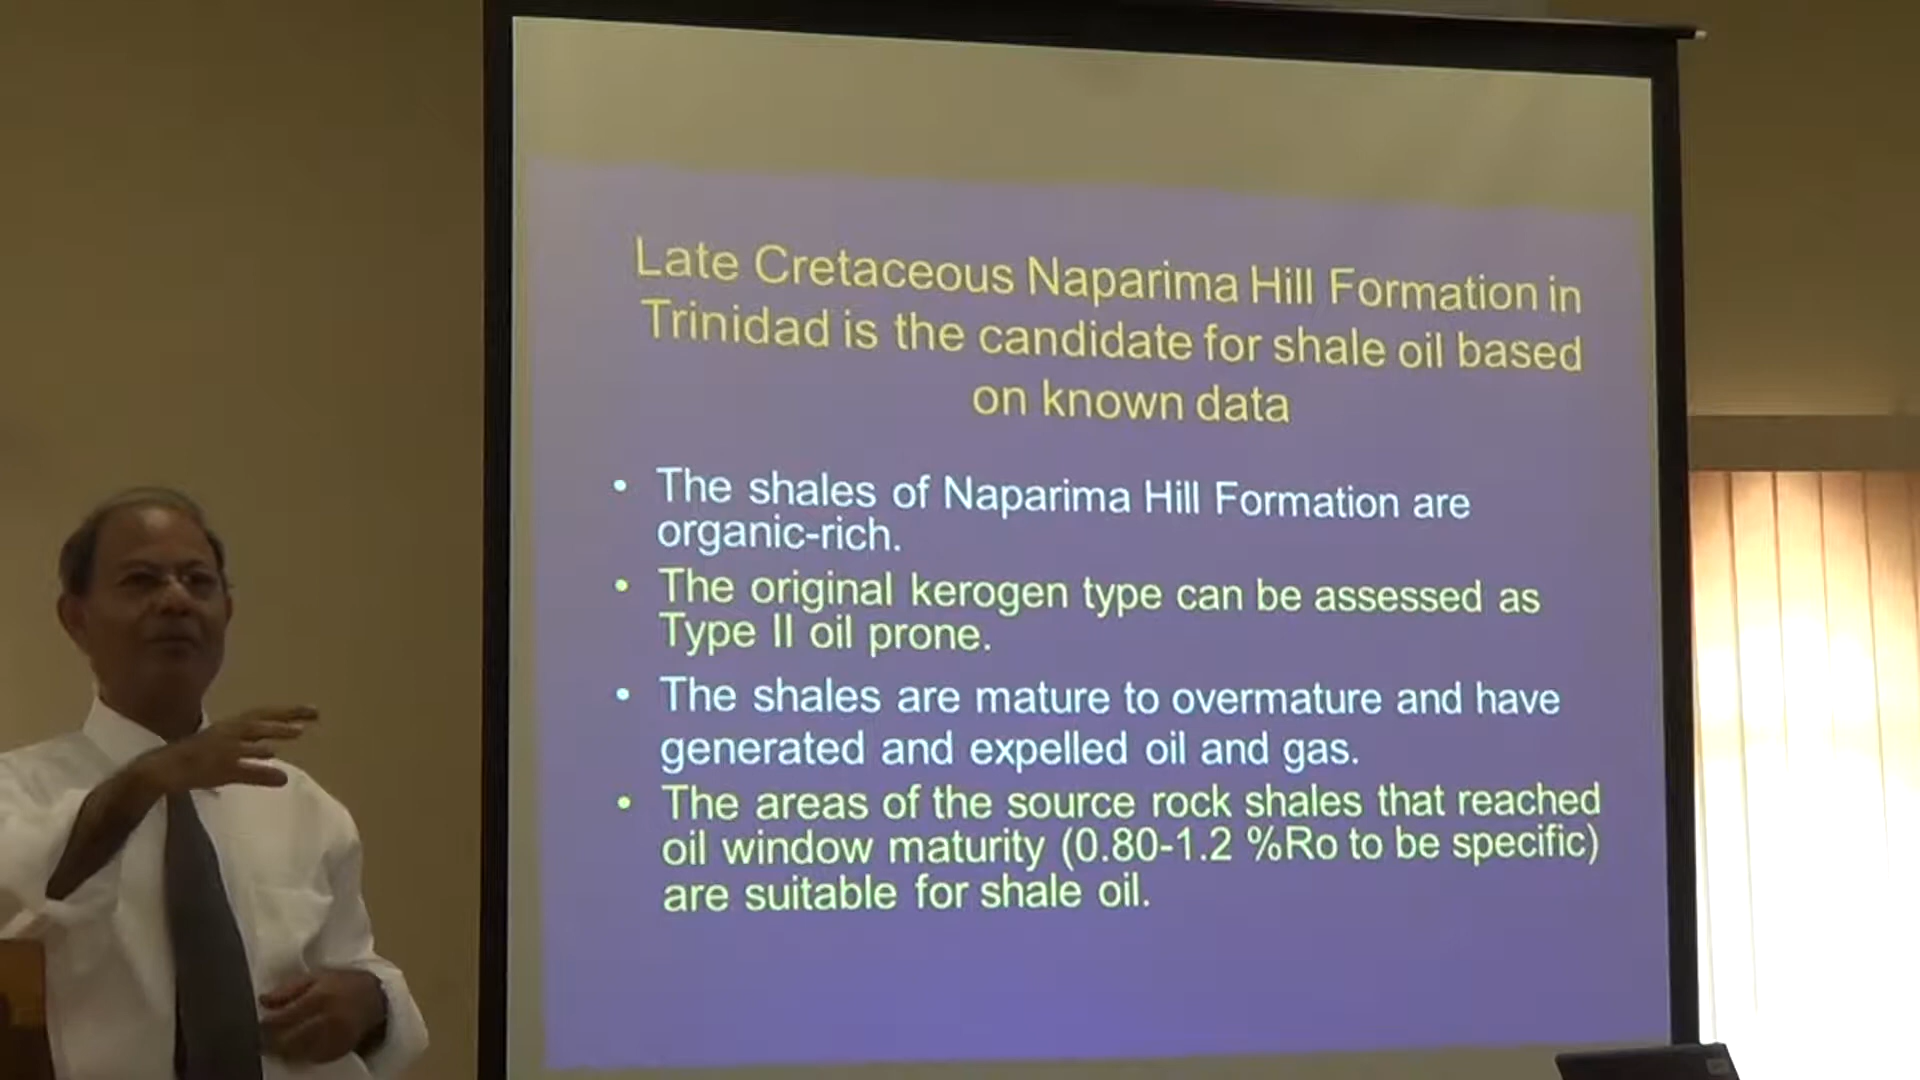 Late Cretaceous Naparima Hill Formation in
Trinidad is the candidate for shale oil based
on known data
• The shales of Naparima Hill Formation are
organic-rich.
• The original kerogen type can be assessed as
Type II oil prone.
• The shales are mature to overmature and have
generated and expelled oil and gas.
• The areas of the source rock shales that reached
oil window maturity (0.80-1.2 %Ro to be specific)
are suitable for shale oil.